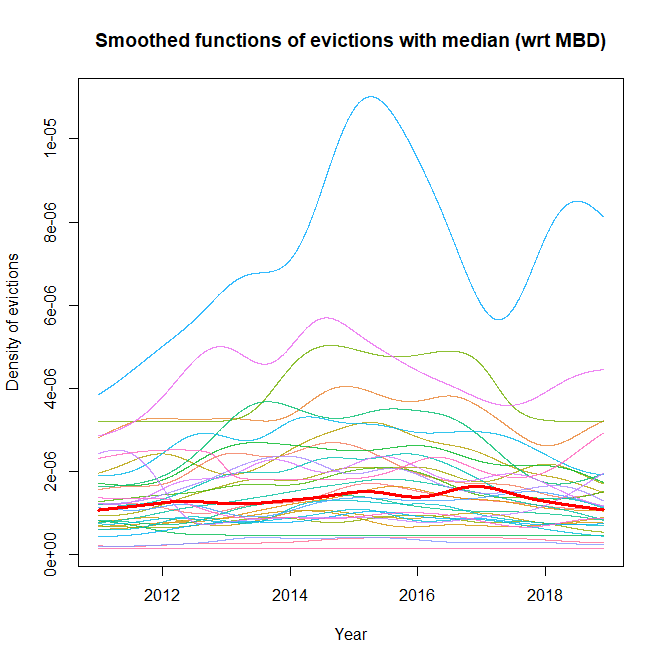 Smoothed functions of evictions with median (wrt MBD)
Density of evictions
1e-05
8e-06
6e-06
4e-06
2e-06
0e+00
2012 2014 2016 2018
Year